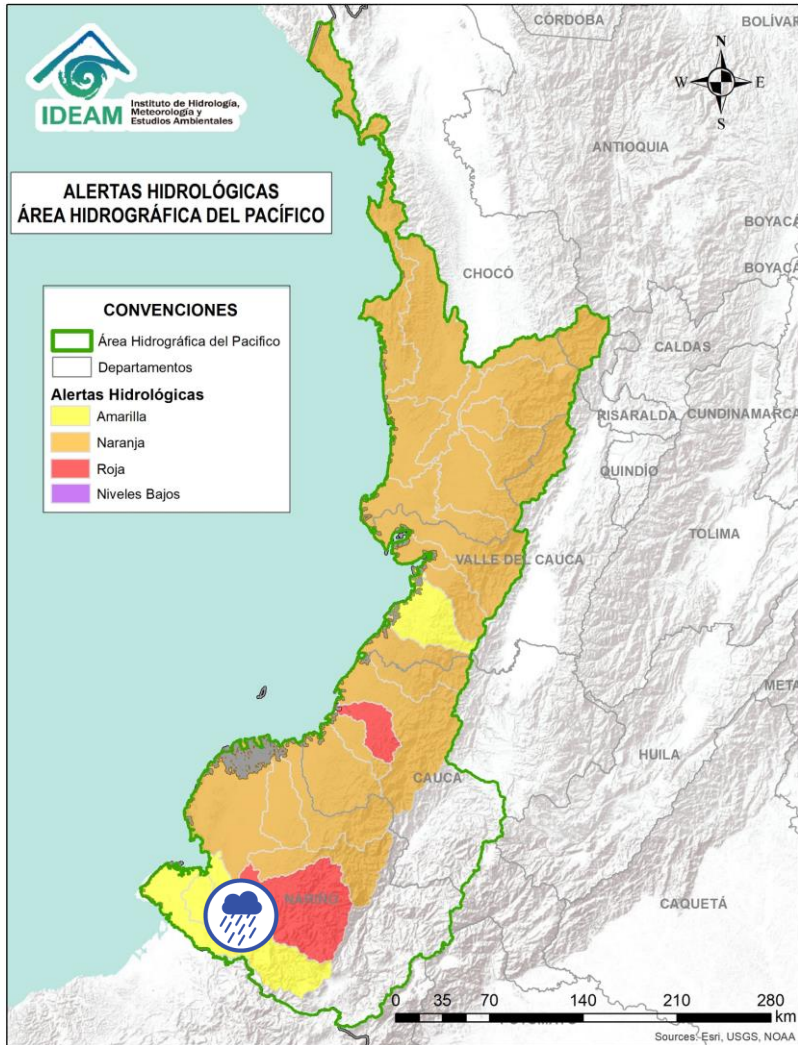 CÓRDOBA
BOLÍVAR
N
W
E
S
IDEAM
Instituto de Hidrología,
Meteorología y
Estudios Ambientales
ANTIOQUIA
ALERTAS HIDROLÓGICAS
ÁREA HIDROGRÁFICA DEL PACÍFICO
BOYACÁ
BOYACÁ
CHOCÓ
CONVENCIONES
Área Hidrográfica del Pacifico
Departamentos
Alertas Hidrológicas
Amarilla
Naranja
Roja
Niveles Bajos
CALDAS
RISARALDA
CUNDINAMARCA
QUINDÍO
TOLIMA
VALLE DEL CAUCA
META
HUILA
CAUCA
NARIÑO
CAQUETÁ
0 35 70 140 210 280
km
Sources: Esri, USGS, NOAA